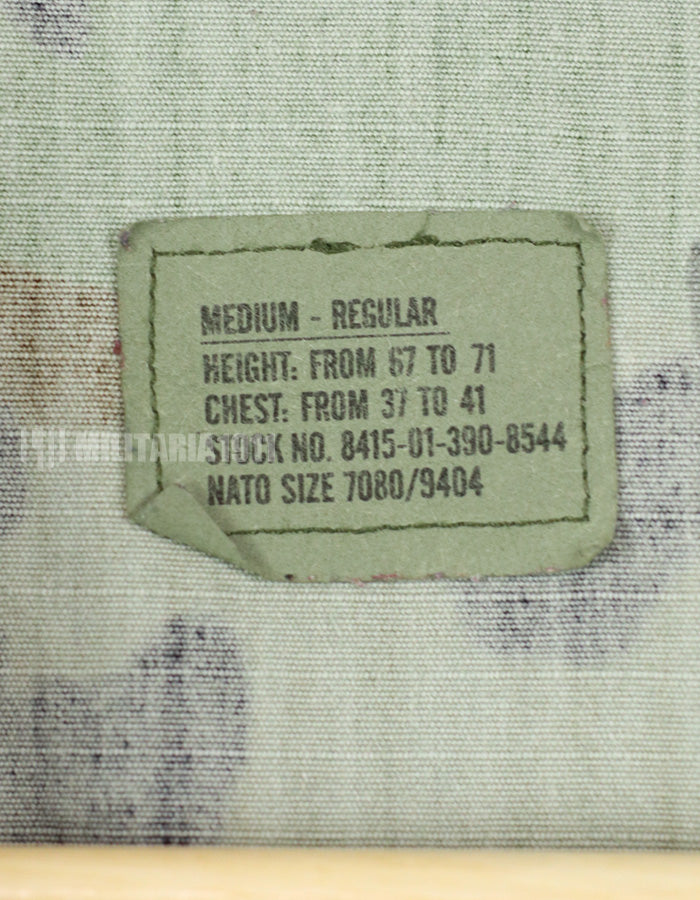 MEDIUM - REGULAR
HEIGHT: FROM 67 TO 71
CHEST: FROM 37 TO 41
STOCK NO. 8415-01-390-8544
NATO SIZE 7080/9404